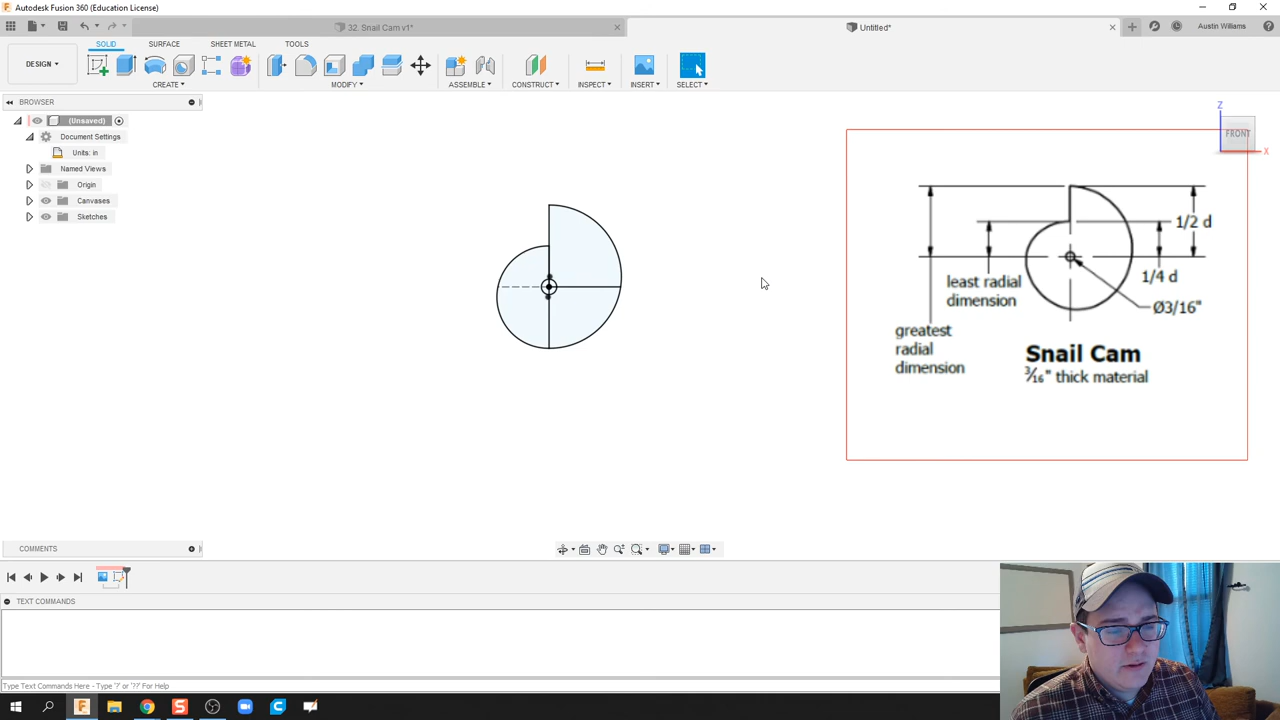 Autodesk Fusion 360 (Education License)
32. Snail Cam v1*
Untitled*
Austin Williams
DESIGN
SOLID
SURFACE
SHEET METAL
TOOLS
CREATE
MODIFY
ASSEMBLE
CONSTRUCT
INSPECT
INSERT
SELECT
BROWSER
(Unsaved)
Document Settings
Units: in
Named Views
Origin
Canvases
Sketches
Z
FRONT
X
1/2 d
least radial
dimension
1/4 d
Ø3/16"
greatest
radial
dimension
Snail Cam
3/16" thick material
COMMENTS
TEXT COMMANDS
Type Text Commands Here - Type '?' or '??' For Help